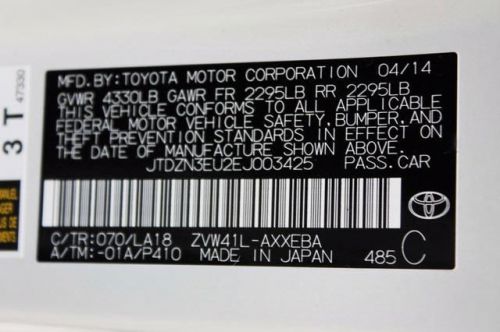 MFD.BY:TOYOTA MOTOR CORPORATION 04/14
GVWR 4330LB GAWR FR 2295LB RR 2295LB
THIS VEHICLE CONFORMS TO ALL APPLICABLE
FEDERAL MOTOR VEHICLE SAFETY, BUMPER, AND
THEFT PREVENTION STANDARDS IN EFFECT ON
THE DATE OF MANUFACTURE SHOWN ABOVE.
JTDZN3EU2EJ003425 PASS.CAR
TOYOTA
C/TR:070/LA18 ZVW41L-AXXEBA C
A/TM:-01A/P410 MADE IN JAPAN 485
3 T
47330